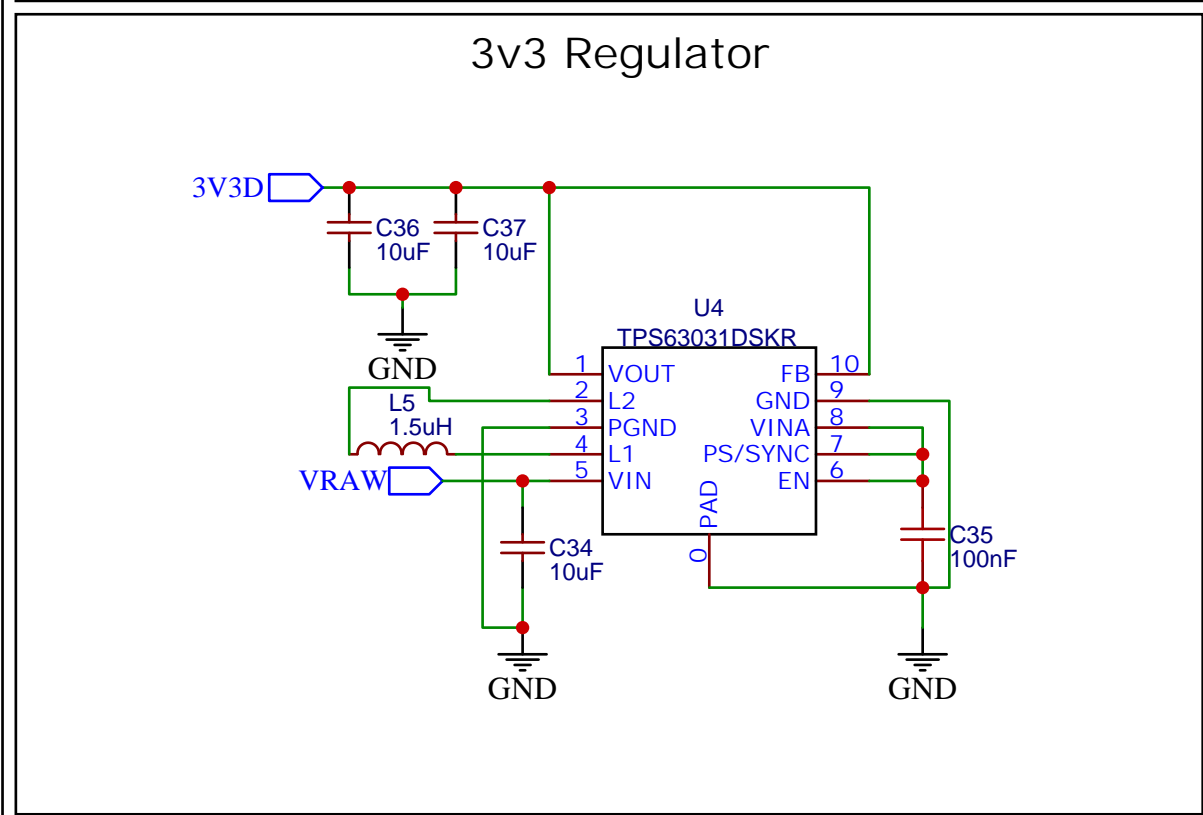 3v3 Regulator
3V3D
C36
10uF
C37
10uF
GND
U4
TPS63031DSKR
1
VOUT
2
L2
3
PGND
4
L1
5
VIN
10
FB
9
GND
8
VINA
7
PS/SYNC
6
EN
0
PAD
L5
1.5uH
VRAW
C34
10uF
GND
C35
100nF
GND